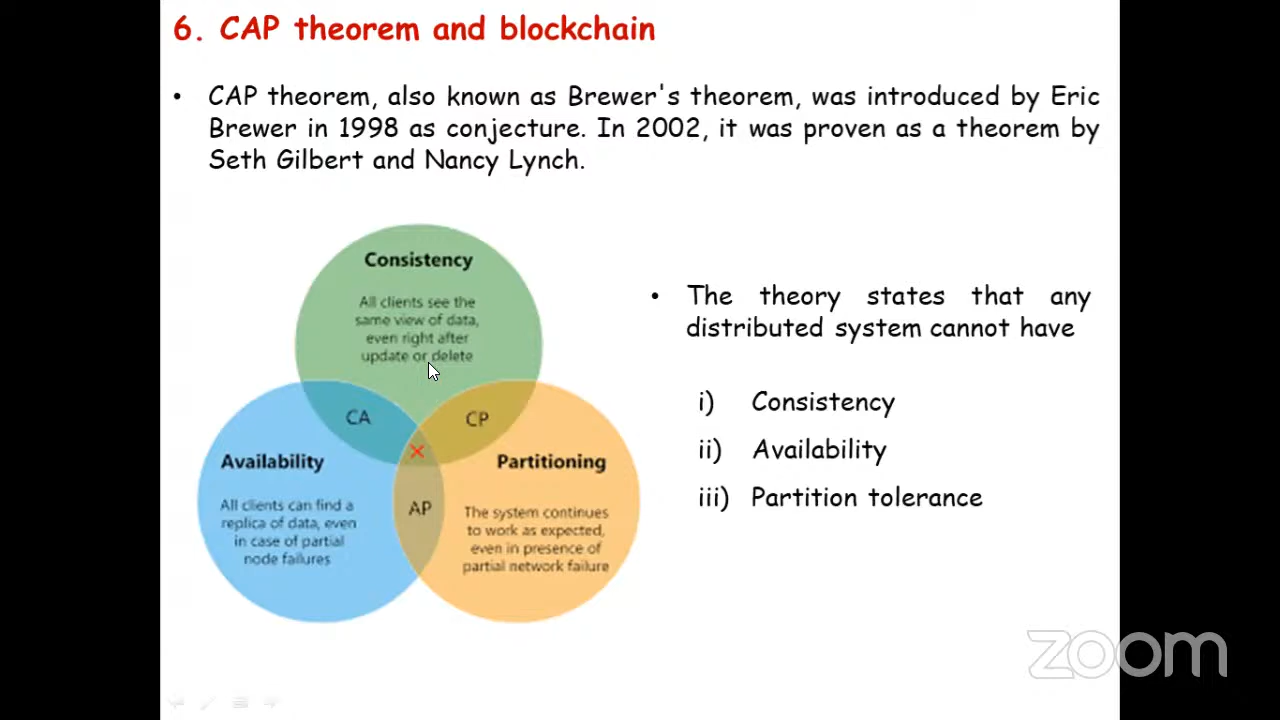 6. CAP theorem and blockchain
• CAP theorem, also known as Brewer's theorem, was introduced by Eric
Brewer in 1998 as conjecture. In 2002, it was proven as a theorem by
Seth Gilbert and Nancy Lynch.
Consistency
All clients see the
same view of data,
even right after
update or delete
CA
CP
Availability
All clients can find a
replica of data, even
in case of partial
node failures
AP
Partitioning
The system continues
to work as expected,
even in presence of
partial network failure
• The theory states that any
distributed system cannot have
i) Consistency
ii) Availability
iii) Partition tolerance
zoom